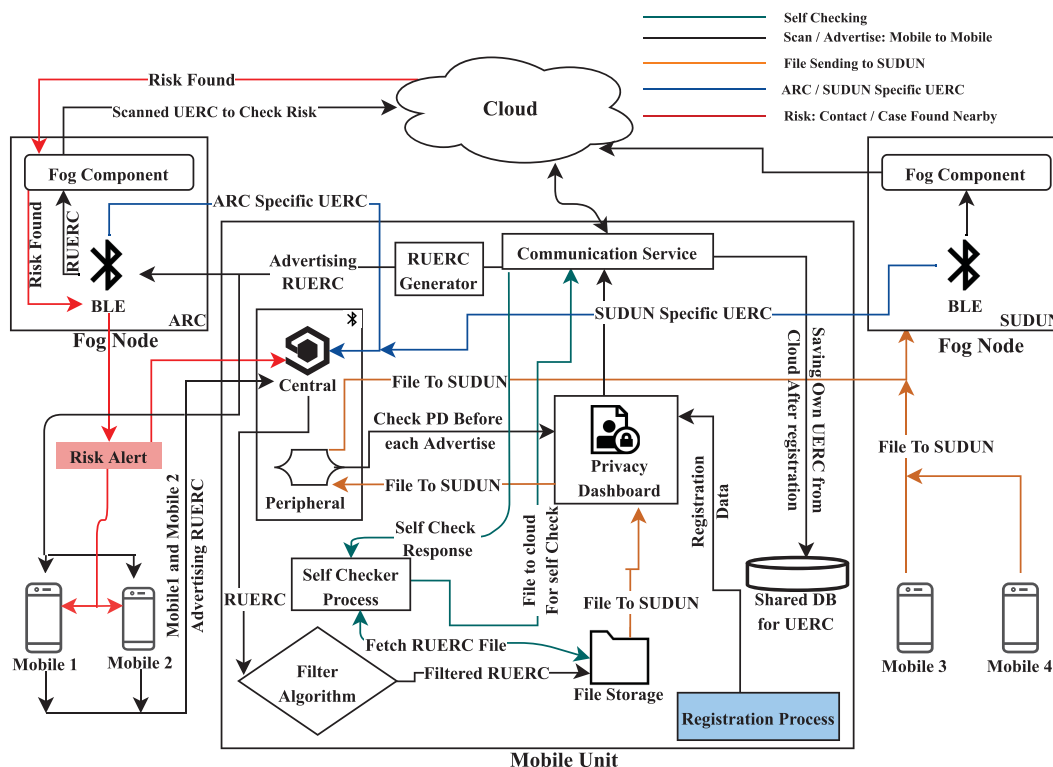 Self Checking
Scan / Advertise: Mobile to Mobile
File Sending to SUDUN
ARC / SUDUN Specific UERC
Risk: Contact / Case Found Nearby
Risk Found
Scanned UERC to Check Risk
Cloud
Fog Component
Risk Found
RUERC
BLE
ARC
Fog Node
ARC Specific UERC
Fog Component
BLE
SUDUN
Fog Node
Communication Service
RUERC
Generator
Advertising
RUERC
SUDUN Specific UERC
Central
File To SUDUN
Check PD Before
each Advertise
Peripheral
File To SUDUN
Privacy
Dashboard
Registration
Data
Saving Own UERC from
Cloud After registration
Risk Alert
Mobile1 and Mobile 2
Advertising RUERC
Self Check
Response
File to cloud
For self Check
Self Checker
Process
RUERC
File To SUDUN
Shared DB
for UERC
File To SUDUN
Mobile 1
Mobile 2
Mobile 3
Mobile 4
Fetch RUERC File
Filter
Algorithm
Filtered RUERC
File Storage
Registration Process
Mobile Unit